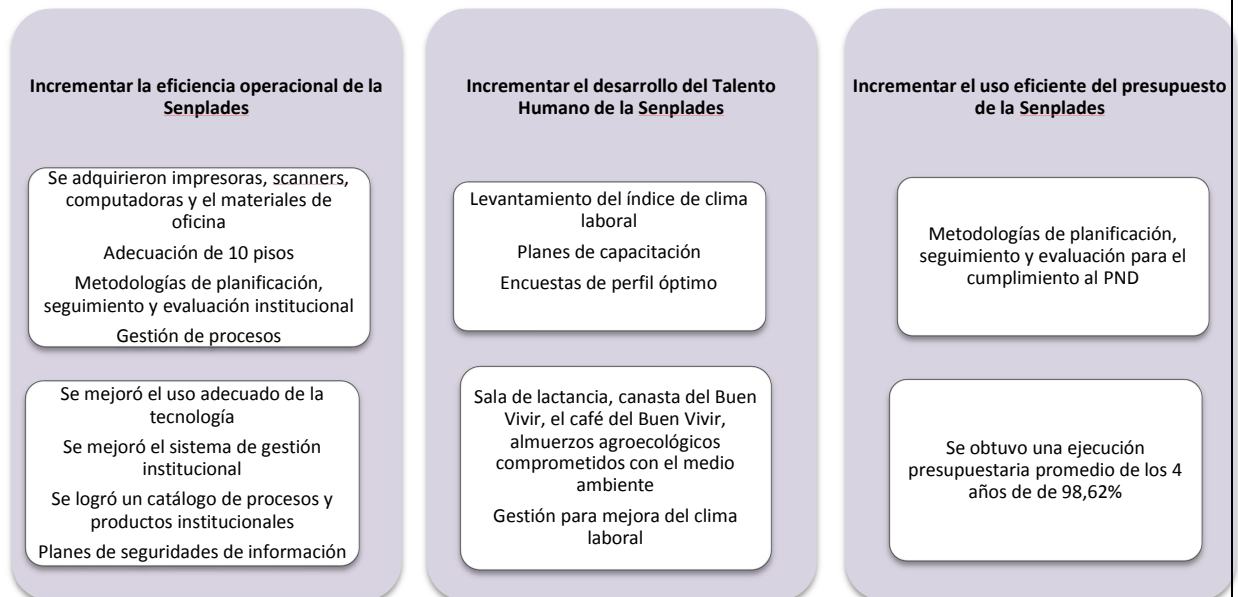 Incrementar la eficiencia operacional de la
Senplades
Se adquirieron impresoras, scanners,
computadoras y el materiales de
oficina
Adecuación de 10 pisos
Metodologías de planificación,
seguimiento y evaluación institucional
Gestión de procesos
Se mejoró el uso adecuado de la
tecnología
Se mejoró el sistema de gestión
institucional
Se logró un catálogo de procesos y
productos institucionales
Planes de seguridades de información
Incrementar el desarrollo del Talento
Humano de la Senplades
Levantamiento del índice de clima
laboral
Planes de capacitación
Encuestas de perfil óptimo
Sala de lactancia, canasta del Buen
Vivir, el café del Buen Vivir,
almuerzos agroecológicos
comprometidos con el medio
ambiente
Gestión para mejora del clima
laboral
Incrementar el uso eficiente del presupuesto
de la Senplades
Metodologías de planificación,
seguimiento y evaluación para el
cumplimiento al PND
Se obtuvo una ejecución
presupuestaria promedio de los 4
años de de 98,62%